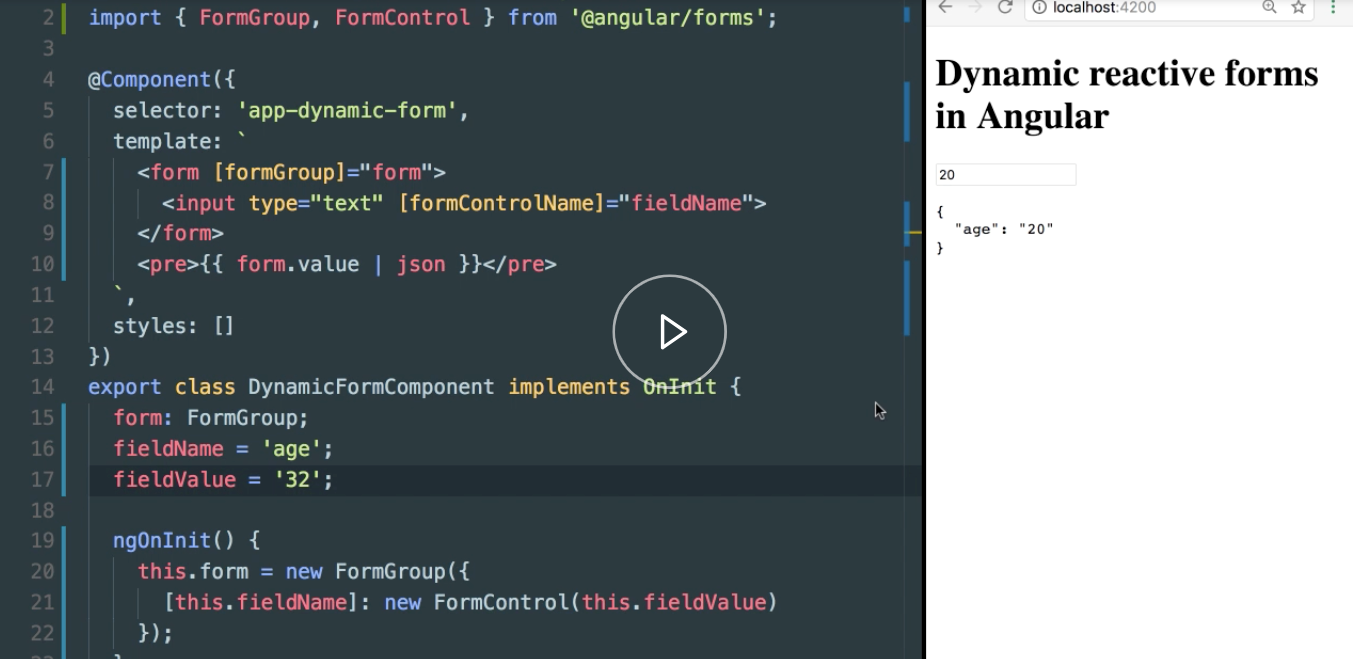 2 import { FormGroup, FormControl } from '@angular/forms';
3
4 @Component({
5 selector: 'app-dynamic-form',
6 template: `
7 <form [formGroup]="form">
8 <input type="text" [formControlName]="fieldName">
9 </form>
10 <pre>{{ form.value | json }}</pre>
11 `,
12 styles: []
13 })
14 export class DynamicFormComponent implements OnInit {
15 form: FormGroup;
16 fieldName = 'age';
17 fieldValue = '32';
18
19 ngOnInit() {
20 this.form = new FormGroup({
21 [this.fieldName]: new FormControl(this.fieldValue)
22 });
localhost:4200
Dynamic reactive forms
in Angular
20
{
"age": "20"
}